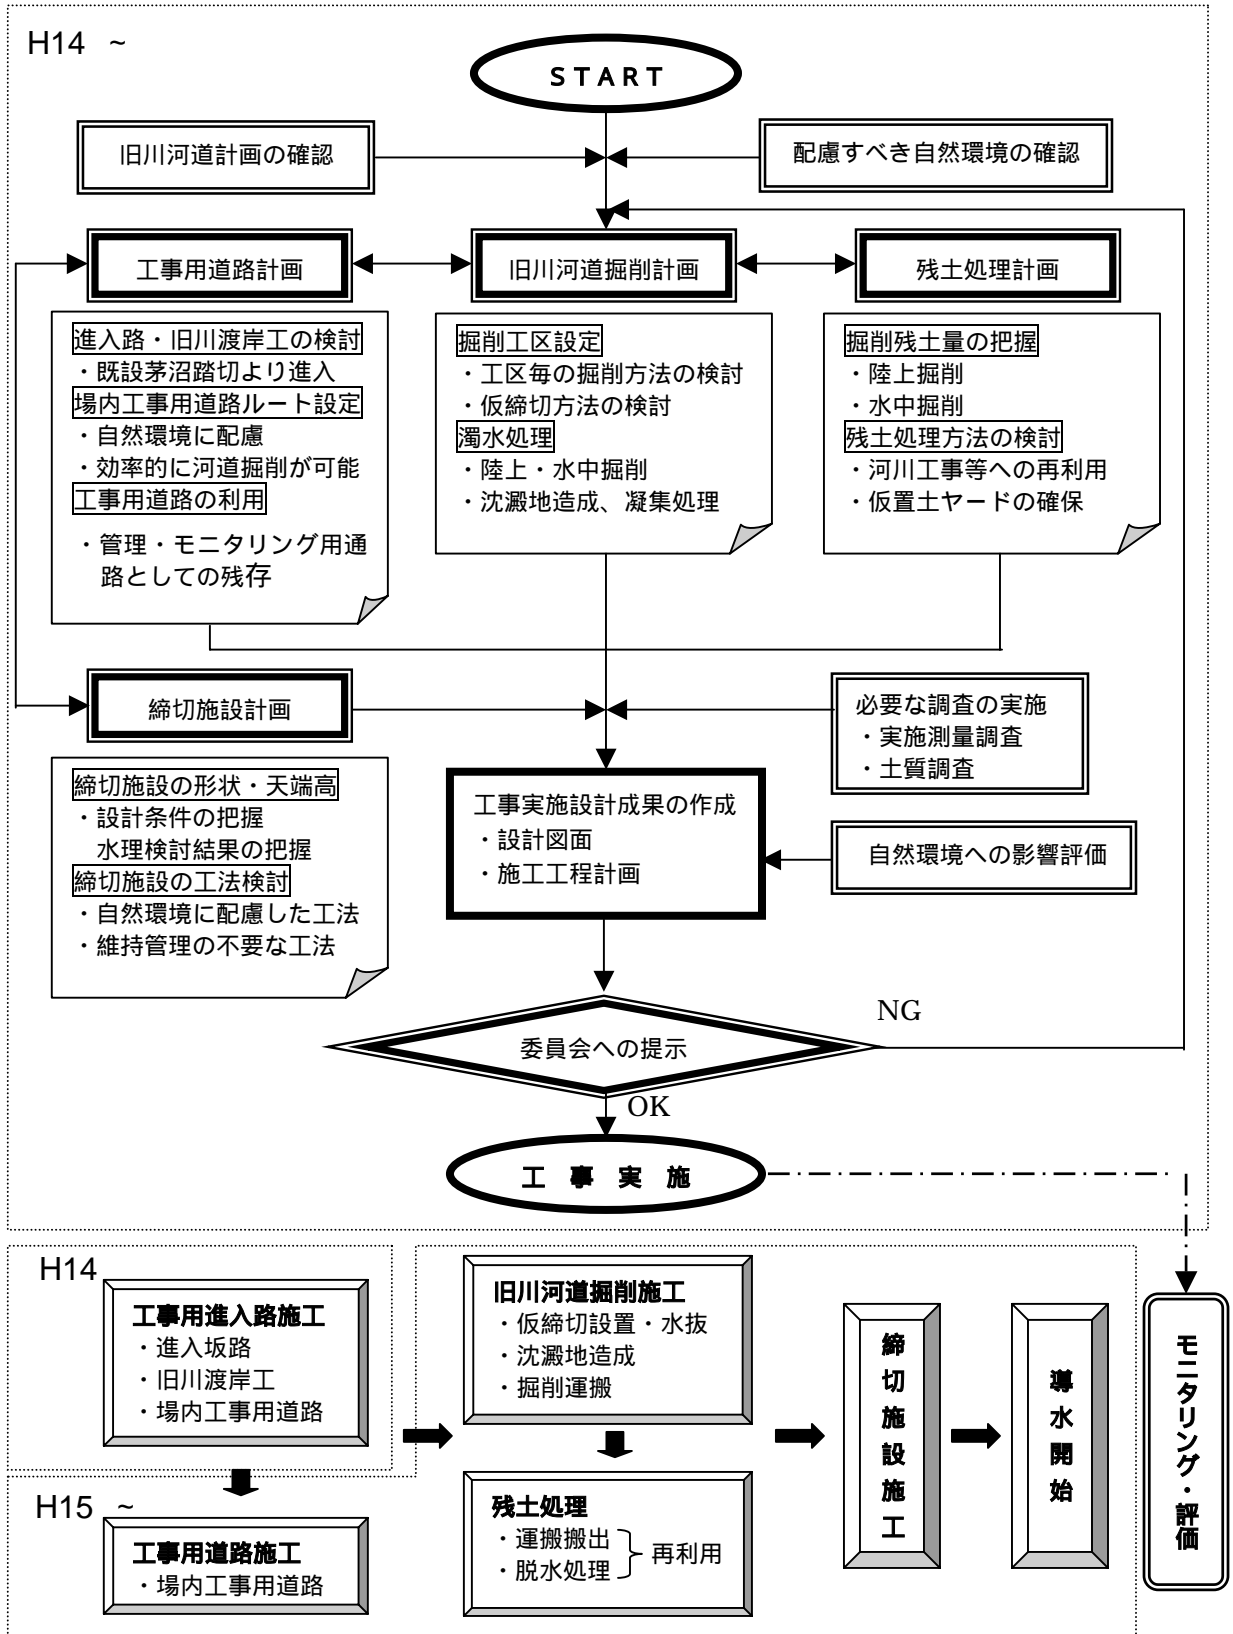 H14 ~
START
旧川河道計画の確認
配慮すべき自然環境の確認
工事用道路計画
旧川河道掘削計画
残土処理計画
進入路・旧川渡岸工の検討
・既設茅沼踏切より進入
場内工事用道路ルート設定
・自然環境に配慮
・効率的に河道掘削が可能
工事用道路の利用
・管理・モニタリング用通
路としての残存
掘削工区設定
・工区毎の掘削方法の検討
・仮締切方法の検討
濁水処理
・陸上・水中掘削
・沈澱地造成、凝集処理
掘削残土量の把握
・陸上掘削
・水中掘削
残土処理方法の検討
・河川工事等への再利用
・仮置土ヤードの確保
締切施設計画
必要な調査の実施
・実施測量調査
・土質調査
締切施設の形状・天端高
・設計条件の把握
水理検討結果の把握
締切施設の工法検討
・自然環境に配慮した工法
・維持管理の不要な工法
工事実施設計成果の作成
・設計図面
・施工工程計画
自然環境への影響評価
委員会への提示
NG
OK
工事実施
H14
工事用進入路施工
・進入坂路
・旧川渡岸工
・場内工事用道路
旧川河道掘削施工
・仮締切設置・水抜
・沈澱地造成
・掘削運搬
締切施設施工
導水開始
モニタリング・評価
H15 ~
工事用道路施工
・場内工事用道路
残土処理
・運搬搬出
・脱水処理
再利用